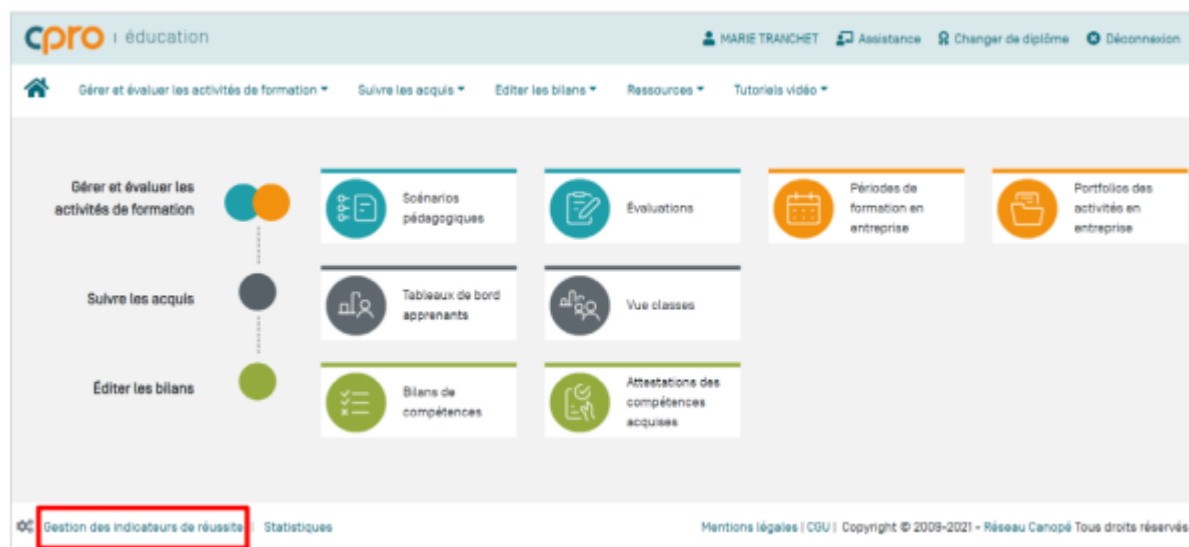 cpro | éducation
MARIE TRANCHET Assistance Changer de diplôme Déconnexion
Gérer et évaluer les activités de formation Suivre les acquis Editer les bilans Ressources Tutoriels vidéo
Gérer et évaluer les
activités de formation
Scénarios
pédagogiques
Évaluations
Périodes de
formation en
entreprise
Portfolios des
activités en
entreprise
Suivre les acquis
Tableaux de bord
apprenants
Vue classes
Éditer les bilans
Bilans de
compétences
Attestations des
compétences
acquises
Gestion des indicateurs de réussite | Statistiques
Mentions légales | CGU | Copyright © 2009-2021 - Réseau Canopé Tous droits réservés